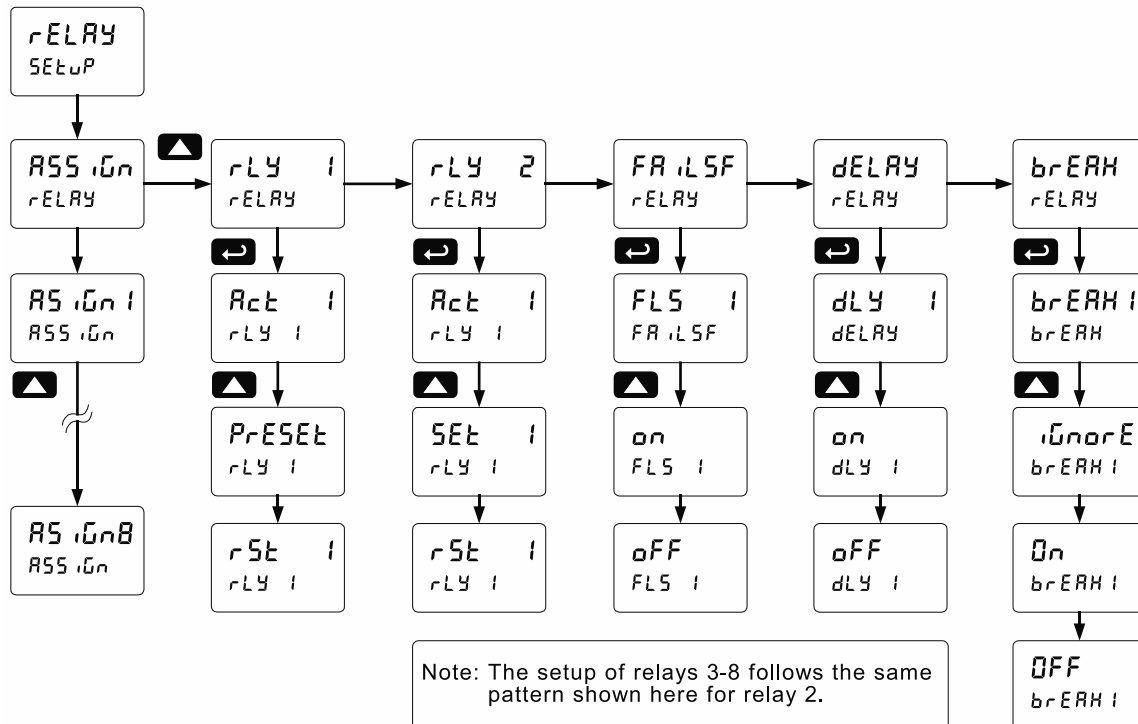 rELAY
SEtuP
ASSiGn
rELAY
rLY 1
rELAY
rLY 2
rELAY
FAiLSF
rELAY
dELAY
rELAY
brEAH
rELAY
ASiGn1
ASSiGn
Act 1
rLY 1
Act 1
rLY 1
FLS 1
FAiLSF
dLY 1
dELAY
brEAH1
brEAH
PrESEt
rLY 1
SEt 1
rLY 1
on
FLS 1
on
dLY 1
iGnorE
brEAH1
ASiGn8
ASSiGn
rSt 1
rLY 1
rSt 1
rLY 1
oFF
FLS 1
oFF
dLY 1
On
brEAH1
Note: The setup of relays 3-8 follows the same
pattern shown here for relay 2.
OFF
brEAH1